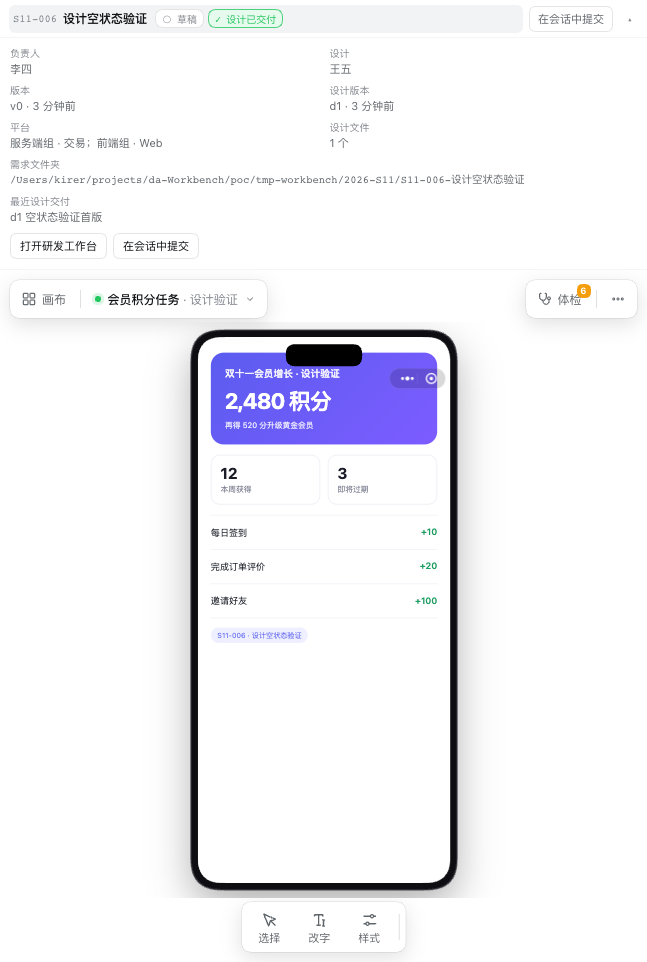 S11-006 设计空状态验证 草稿 ✓ 设计已交付 在会话中提交
负责人 设计
李四 王五
版本 设计版本
v0 · 3 分钟前 d1 · 3 分钟前
平台 设计文件
服务端组 · 交易; 前端组 · Web 1 个
需求文件夹
/Users/kirer/projects/da-Workbench/poc/tmp-workbench/2026-S11/S11-006-设计空状态验证
最近设计交付
d1 空状态验证首版
打开研发工作台 在会话中提交
画布 会员积分任务 · 设计验证 体检 6
双十一会员增长 · 设计验证
2,480 积分
再得 520 分升级黄金会员
12 3
本周获得 即将过期
每日签到 +10
完成订单评价 +20
邀请好友 +100
S11-006 · 设计空状态验证
选择 改字 样式